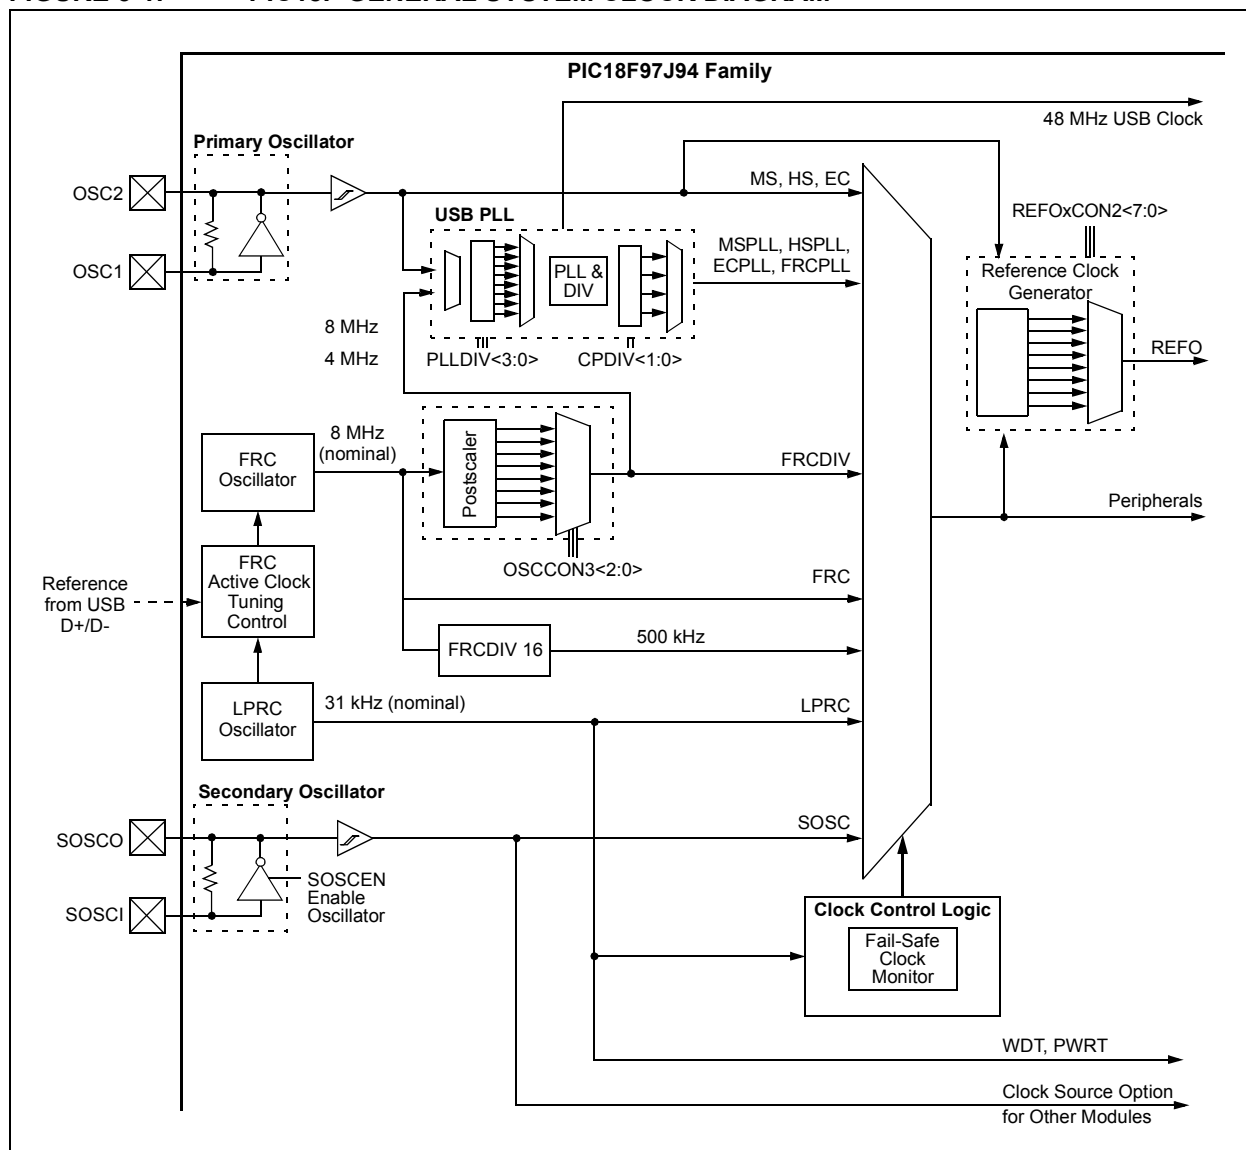 PIC18F97J94 Family
48 MHz USB Clock
Primary Oscillator
OSC2
OSC1
MS, HS, EC
USB PLL
REFOxCON2<7:0>
MSPLL, HSPLL,
ECPLL, FRCPLL
PLL &
DIV
Reference Clock
Generator
8 MHz
4 MHz
PLLDIV<3:0>
CPDIV<1:0>
REFO
8 MHz
(nominal)
FRC
Oscillator
Postscaler
FRCDIV
Peripherals
OSCCON3<2:0>
FRC
Active Clock
Tuning
Control
Reference
from USB
D+/D-
FRC
FRCDIV 16
500 kHz
LPRC
Oscillator
31 kHz (nominal)
LPRC
Secondary Oscillator
SOSCO
SOSCI
SOSCEN
Enable
Oscillator
SOSC
Clock Control Logic
Fail-Safe
Clock
Monitor
WDT, PWRT
Clock Source Option
for Other Modules